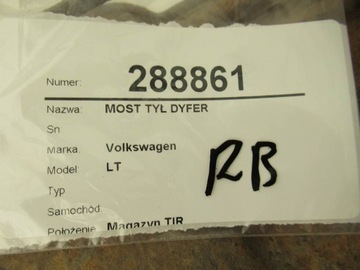 Numer: 288861
Nazwa: MOST TYŁ DYFER
Sn
Marka: Volkswagen
Model: LT
RB
Typ
Samochód:
Położenie: Magazyn TIR